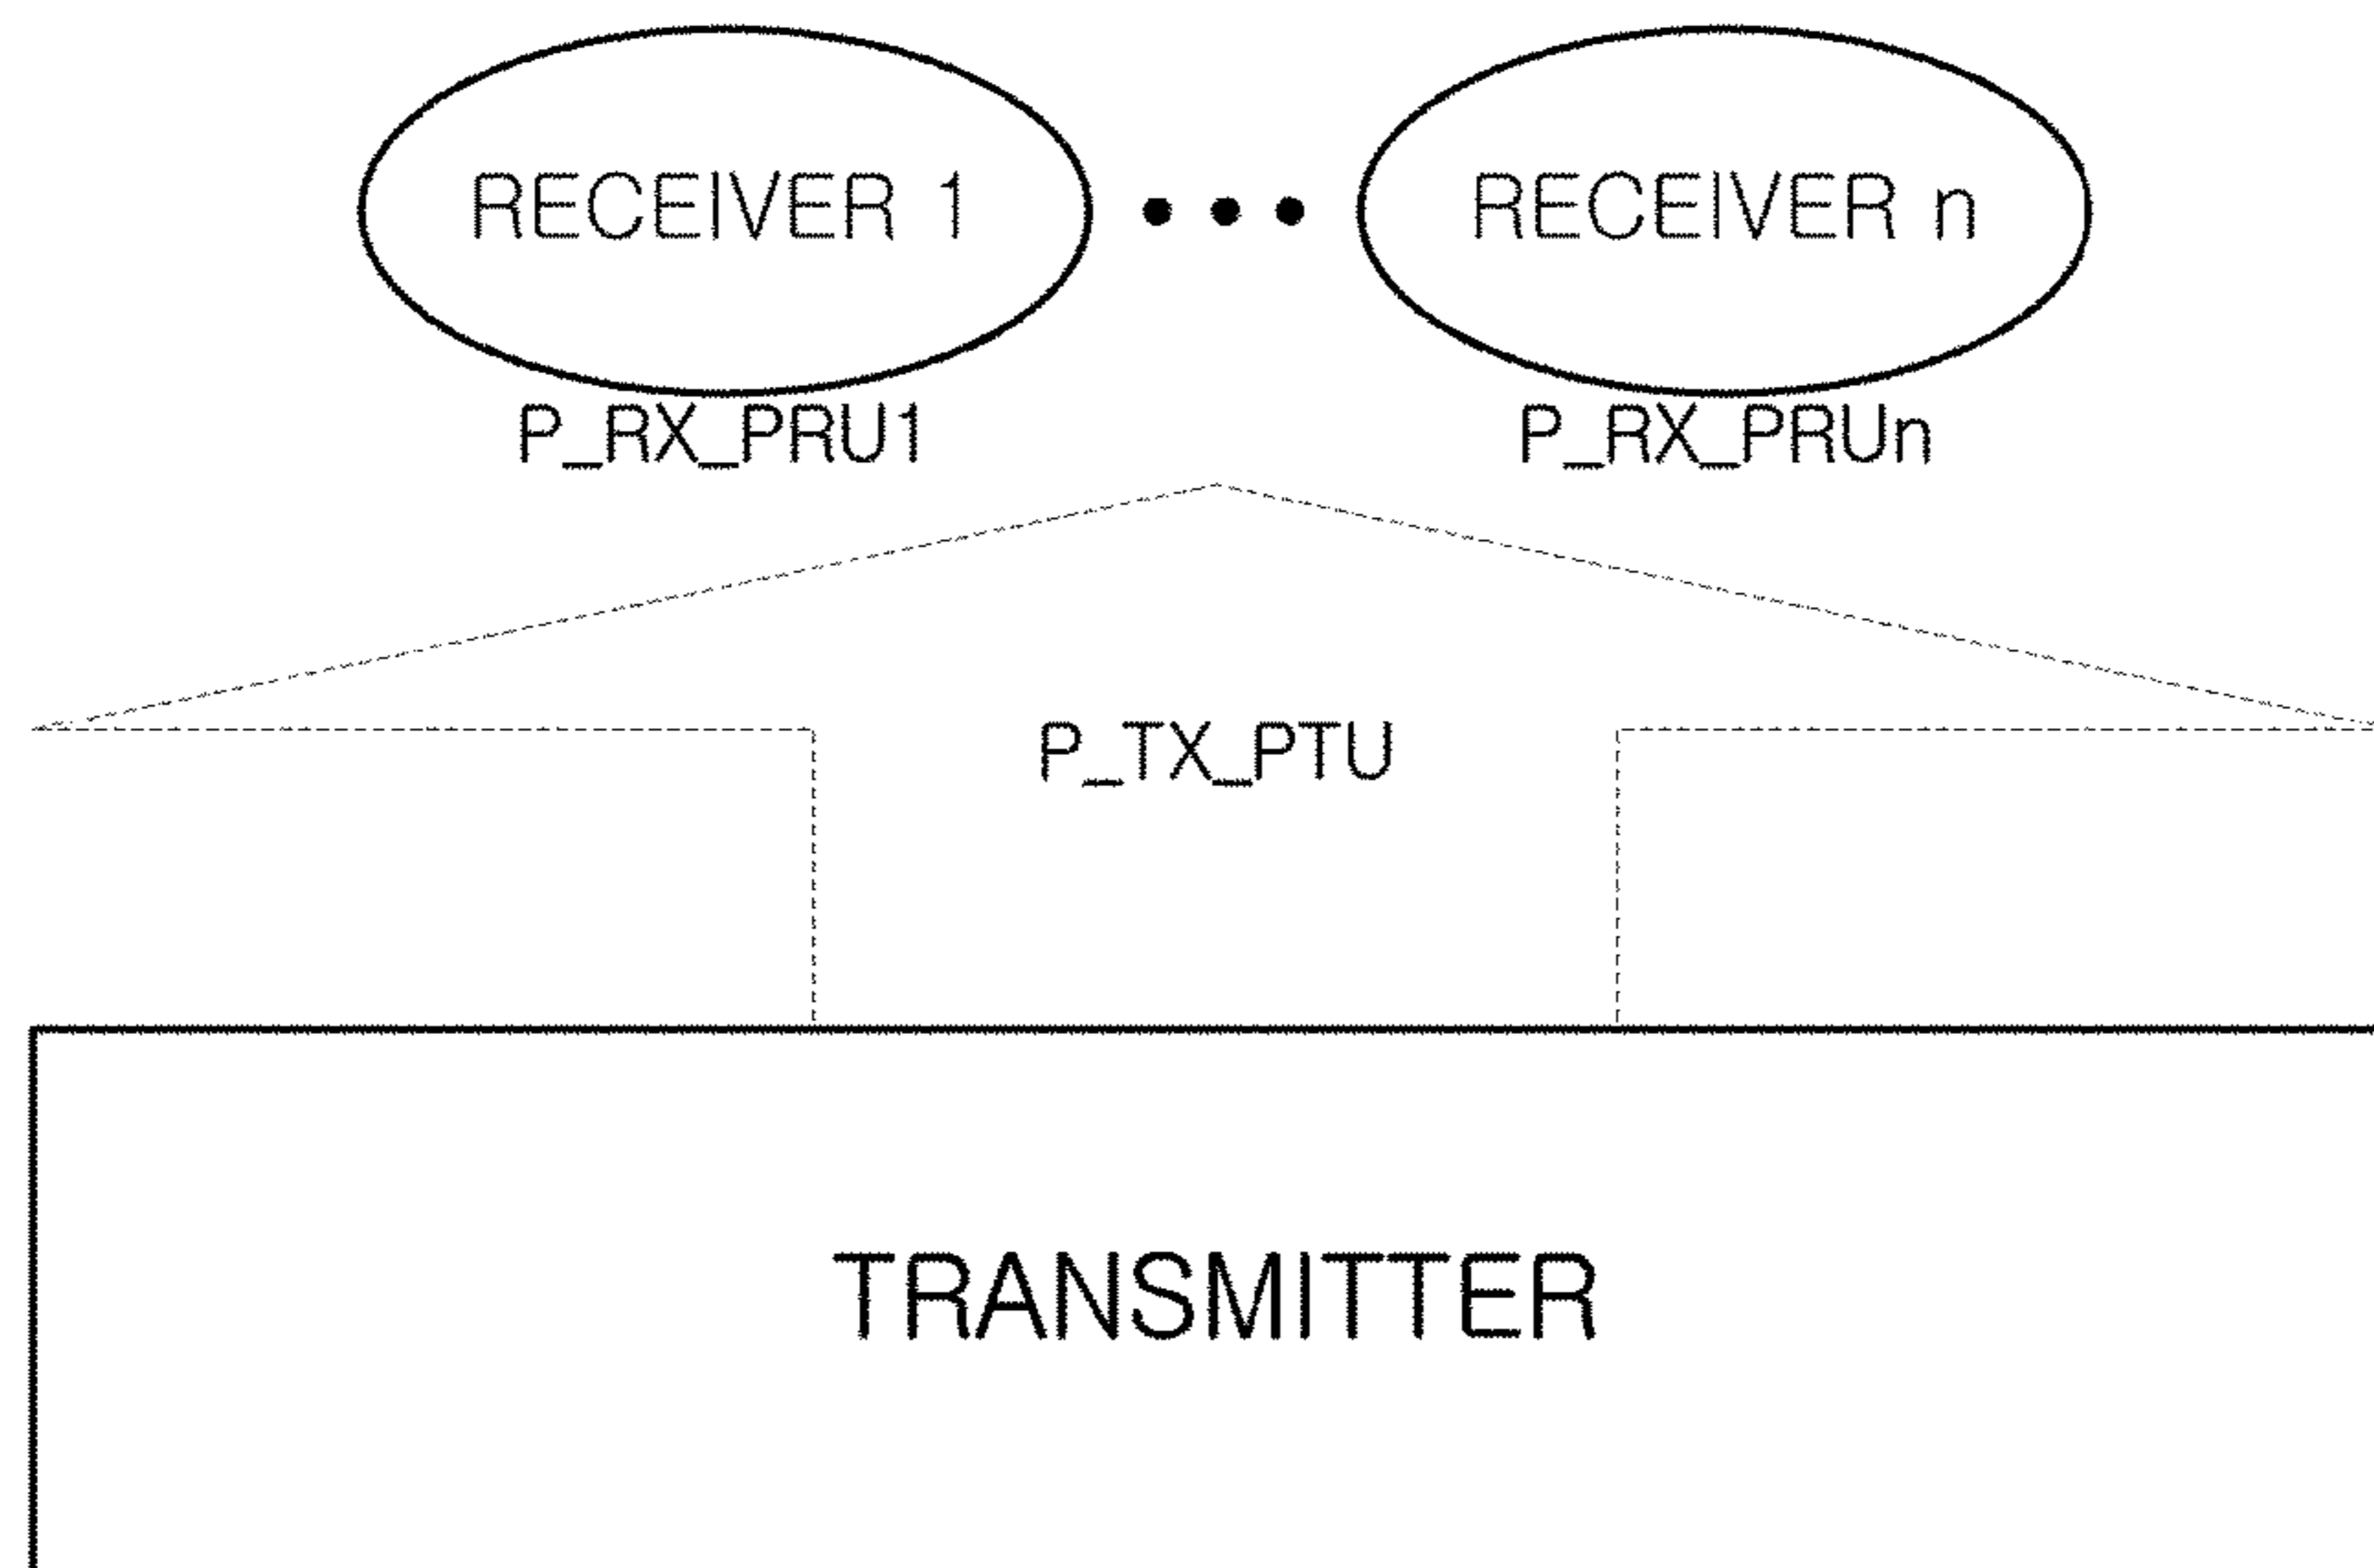 RECEIVER 1 ••• RECEIVER n
P_RX_PRU1 P_RX_PRUn
P_TX_PTU
TRANSMITTER